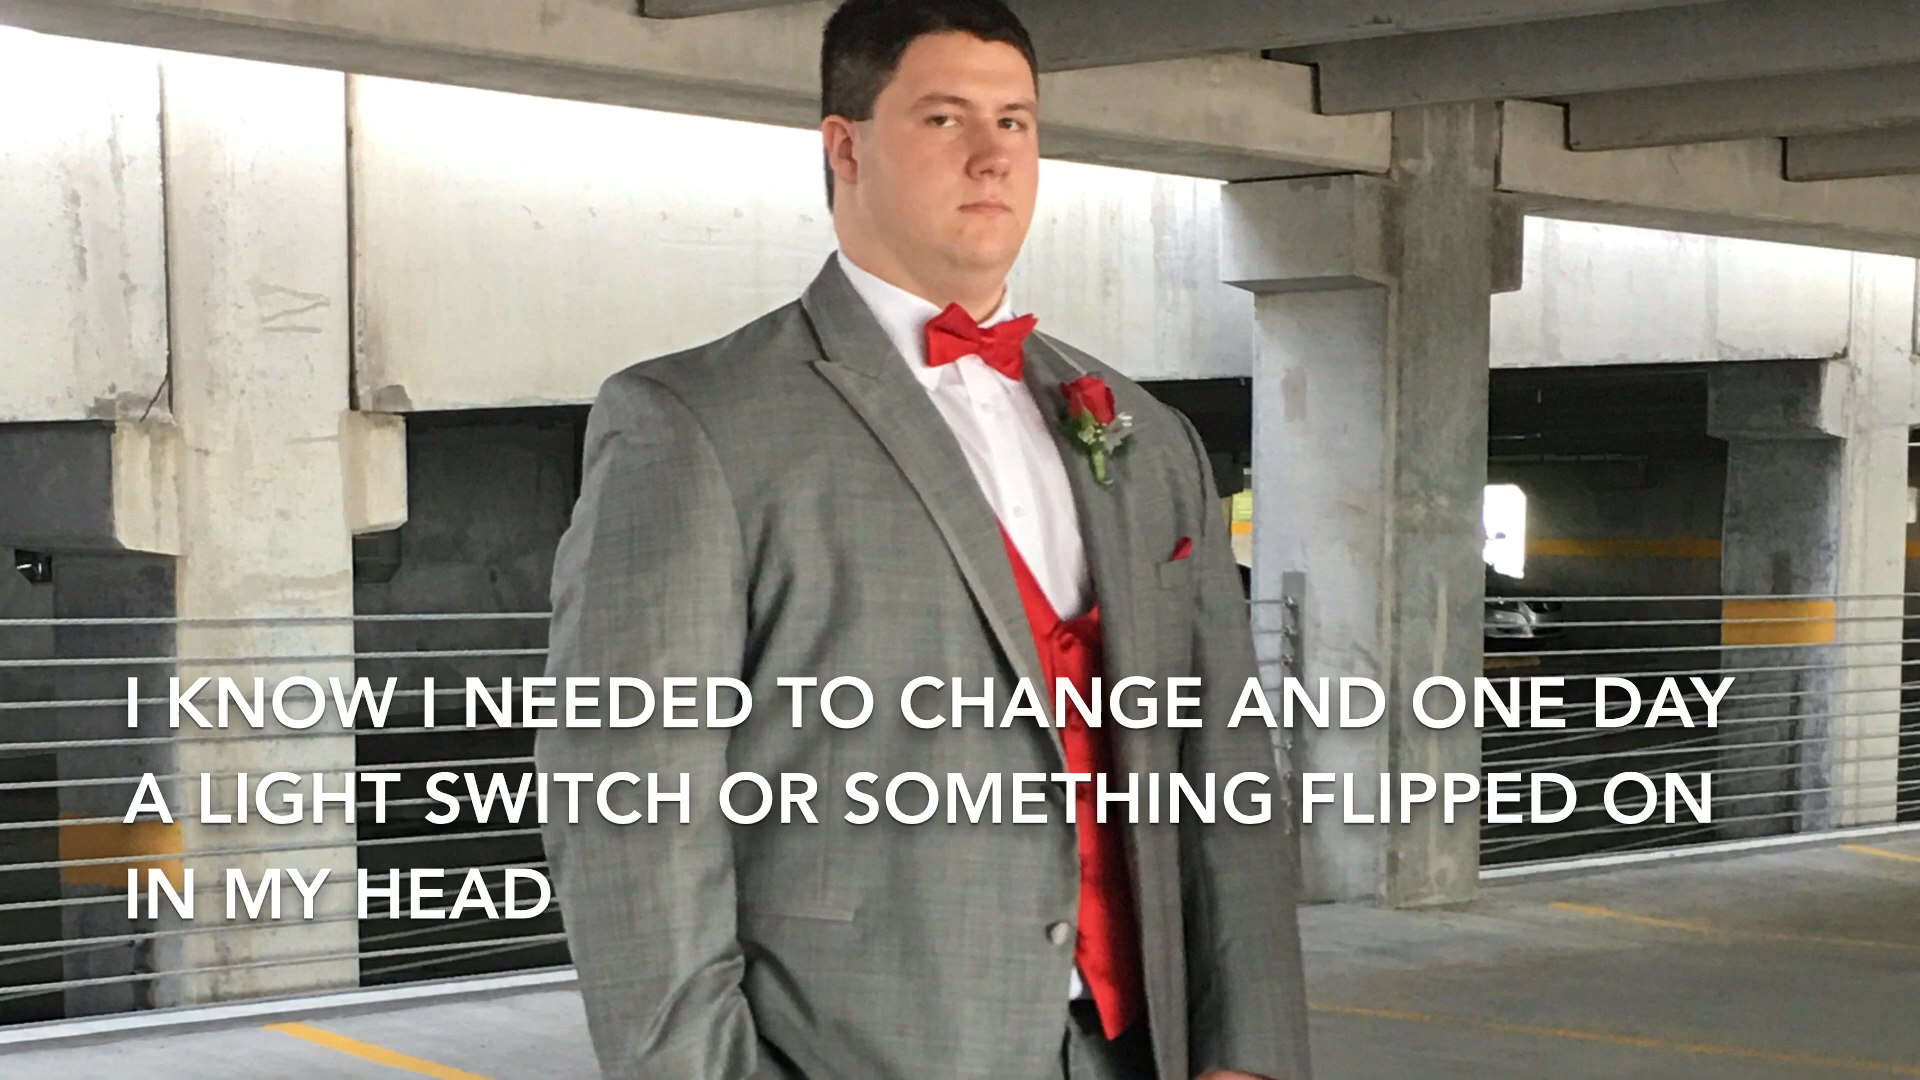 I KNOW I NEEDED TO CHANGE AND ONE DAY
A LIGHT SWITCH OR SOMETHING FLIPPED ON
IN MY HEAD